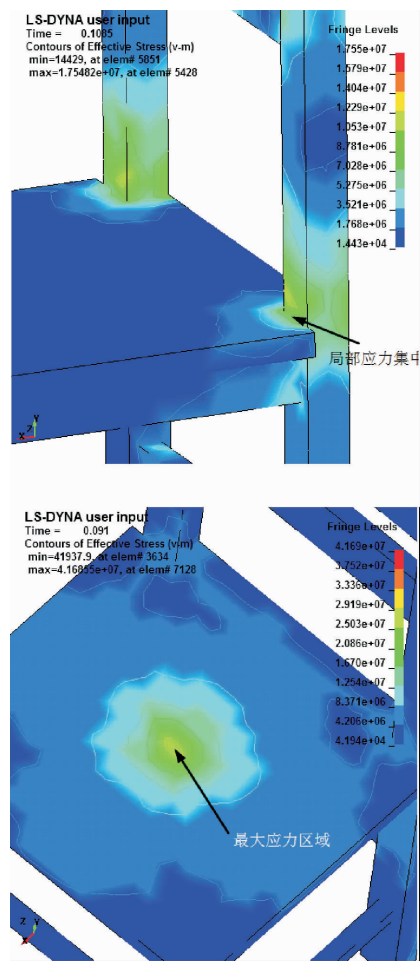 LS-DYNA user input
Time = 0.1085
Contours of Effective Stress (v-m)
min=14429, at elem# 5851
max=1.75482e+07, at elem# 5428
Fringe Levels
1.755e+07
1.579e+07
1.404e+07
1.229e+07
1.053e+07
8.781e+06
7.028e+06
5.275e+06
3.521e+06
1.768e+06
1.443e+04
局部应力集中
y
z
x
LS-DYNA user input
Time = 0.091
Contours of Effective Stress (v-m)
min=41937.9, at elem# 3634
max=4.16855e+07, at elem# 7128
Fringe Levels
4.169e+07
3.752e+07
3.336e+07
2.919e+07
2.503e+07
2.086e+07
1.670e+07
1.254e+07
8.371e+06
4.206e+06
4.194e+04
最大应力区域
z y
x